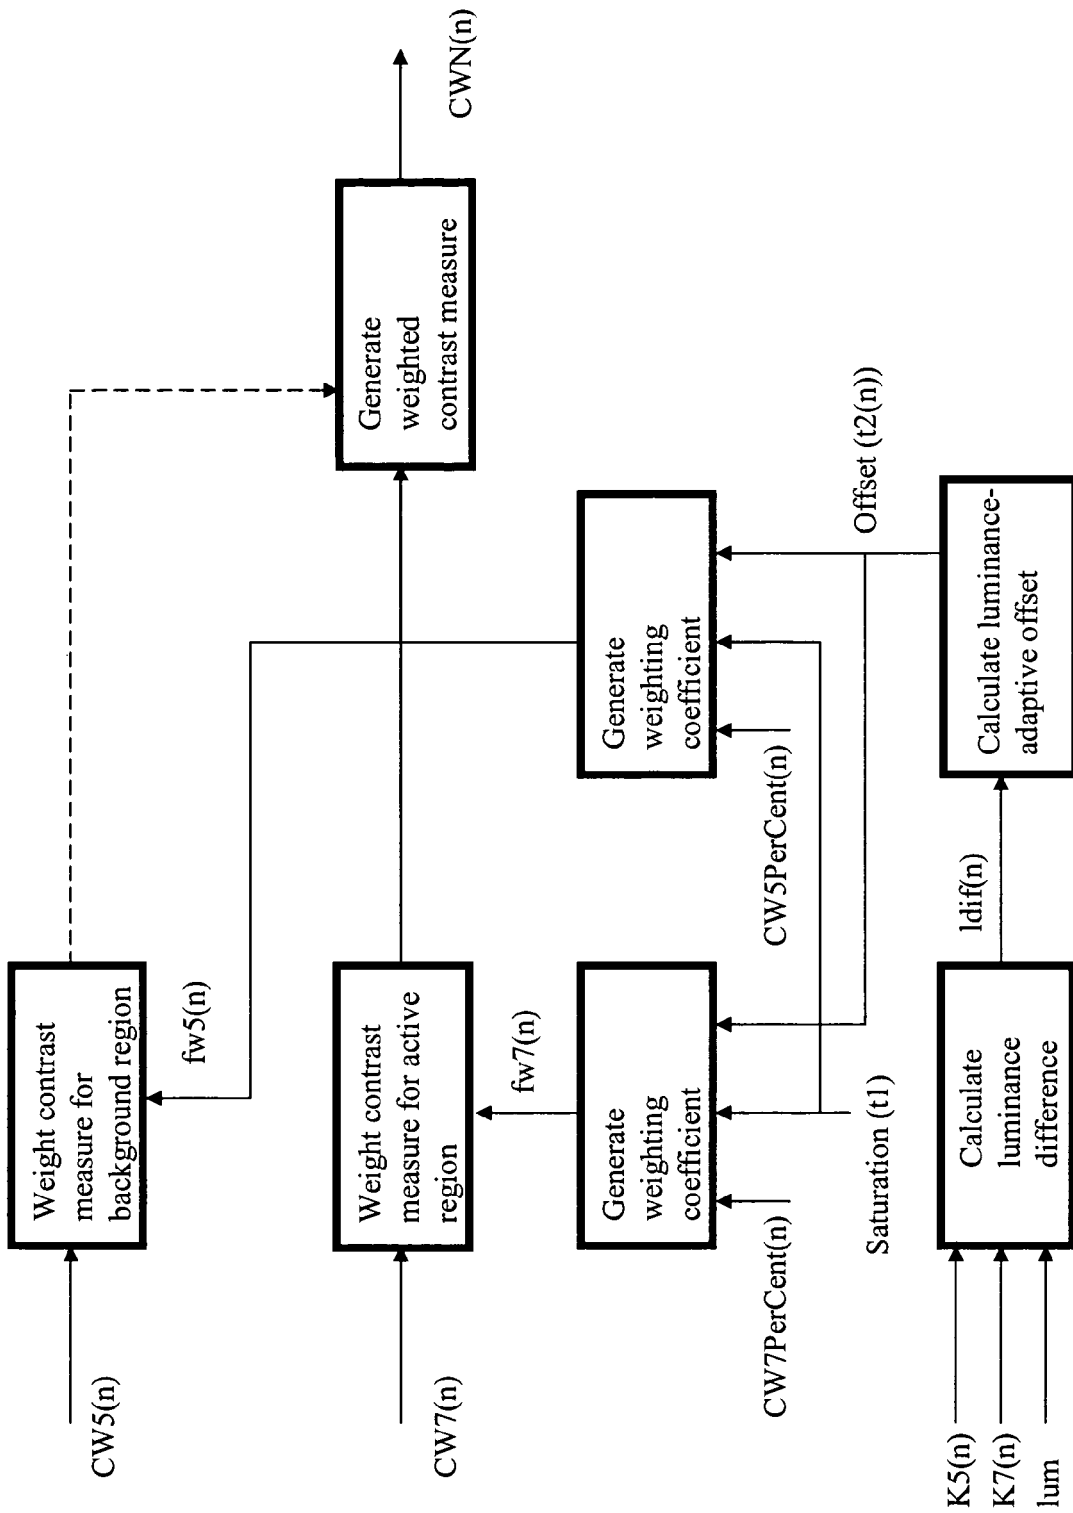 CW5(n)
Weight contrast
measure for
background region
fw5(n)
CW7(n)
Weight contrast
measure for active
region
Generate
weighted
contrast measure
CWN(n)
fw7(n)
Generate
weighting
coefficient
CW7PerCent(n)
Generate
weighting
coefficient
CW5PerCent(n)
Saturation (t1)
Offset (t2(n))
K5(n)
K7(n)
lum
Calculate
luminance
difference
ldif(n)
Calculate luminance-
adaptive offset